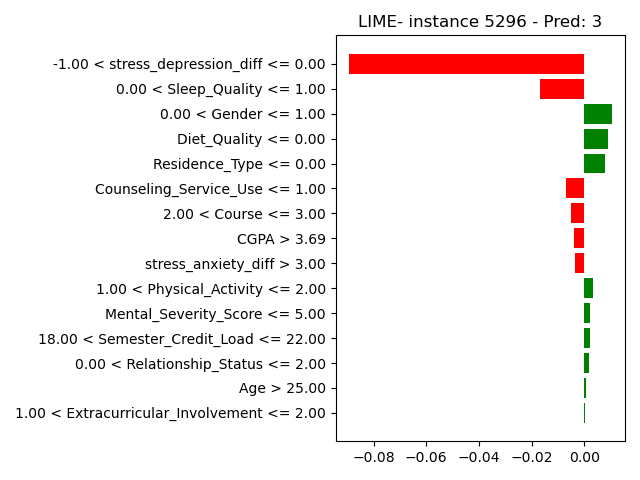 LIME- instance 5296 - Pred: 3
-1.00 < stress_depression_diff <= 0.00
0.00 < Sleep_Quality <= 1.00
0.00 < Gender <= 1.00
Diet_Quality <= 0.00
Residence_Type <= 0.00
Counseling_Service_Use <= 1.00
2.00 < Course <= 3.00
CGPA > 3.69
stress_anxiety_diff > 3.00
1.00 < Physical_Activity <= 2.00
Mental_Severity_Score <= 5.00
18.00 < Semester_Credit_Load <= 22.00
0.00 < Relationship_Status <= 2.00
Age > 25.00
1.00 < Extracurricular_Involvement <= 2.00
−0.08 −0.06 −0.04 −0.02 0.00